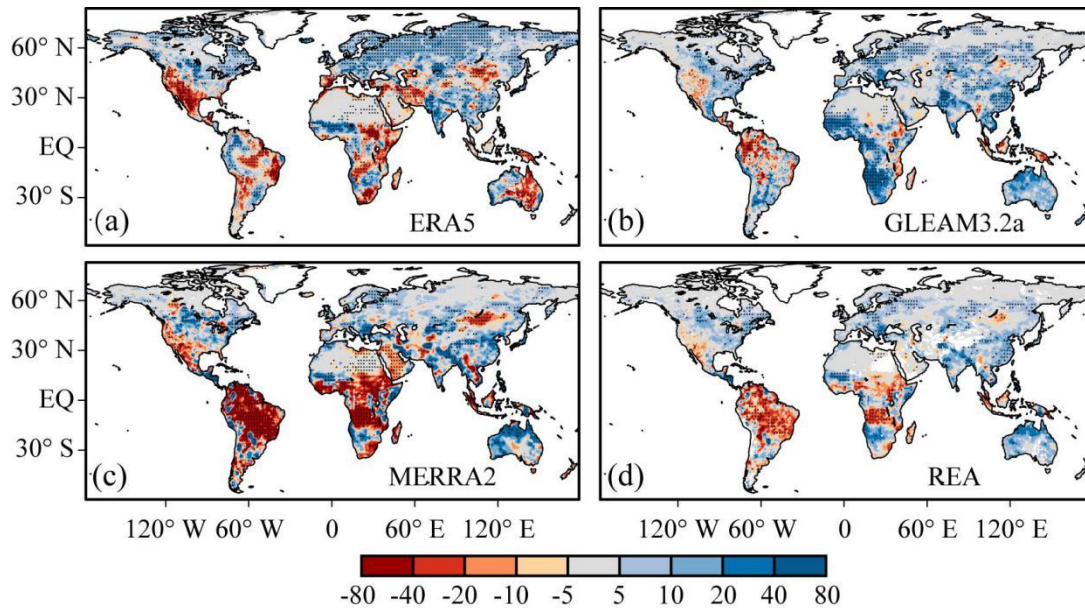 60° N
30° N
EQ
30° S
(a) ERA5
(b) GLEAM3.2a
60° N
30° N
EQ
30° S
(c) MERRA2
(d) REA
120° W 60° W 0 60° E 120° E 120° W 60° W 0 60° E 120° E
-80 -40 -20 -10 -5 5 10 20 40 80